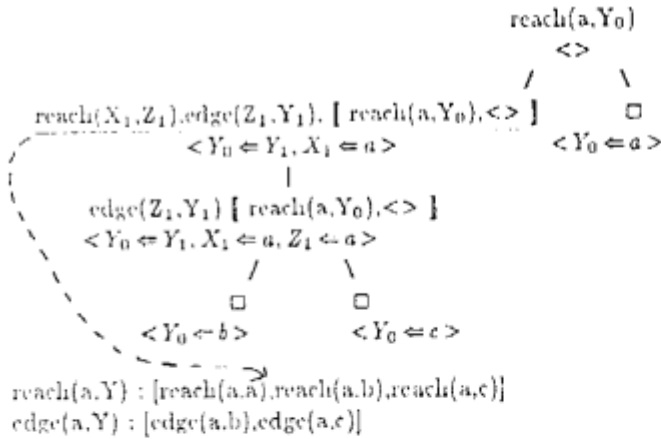 reach(a,Y₀)
<>
reach(X₁,Z₁),edge(Z₁,Y₁), [ reach(a,Y₀),<> ] □
<Y₀ ⇐ Y₁, X₁ ⇐ a> <Y₀ ⇐ a>
edge(Z₁,Y₁) [ reach(a,Y₀),<> ]
<Y₀ ⇐ Y₁, X₁ ⇐ a, Z₁ ⇐ a>
□ □
<Y₀ ⇐ b> <Y₀ ⇐ c>
reach(a,Y) : [reach(a,a),reach(a,b),reach(a,c)]
edge(a,Y) : [edge(a,b),edge(a,c)]